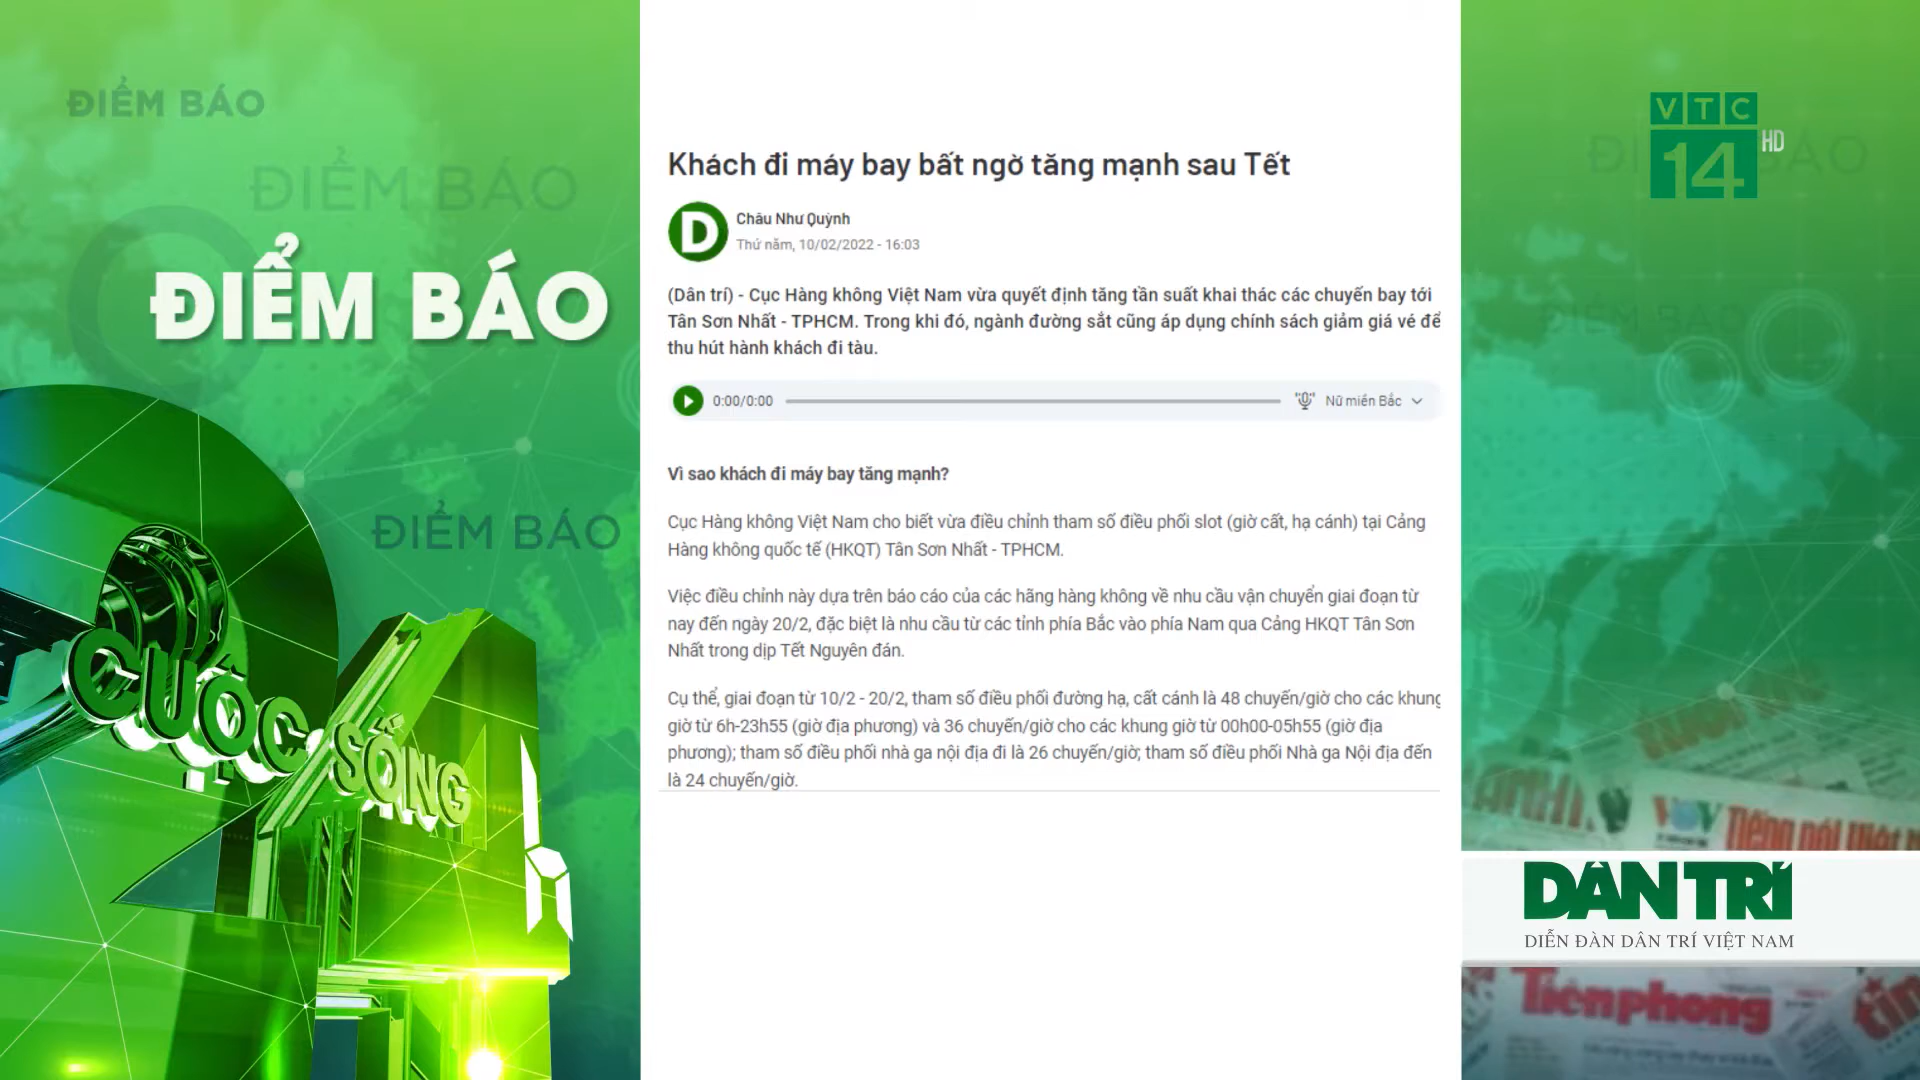 ĐIỂM BÁO
ĐIỂM BÁO
ĐIỂM BÁO
ĐIỂM BÁO
CUỘC SỐNG
24h
Khách đi máy bay bất ngờ tăng mạnh sau Tết
D
Châu Như Quỳnh
Thứ năm, 10/02/2022 - 16:03
(Dân trí) - Cục Hàng không Việt Nam vừa quyết định tăng tần suất khai thác các chuyến bay tới
Tân Sơn Nhất - TPHCM. Trong khi đó, ngành đường sắt cũng áp dụng chính sách giảm giá vé để
thu hút hành khách đi tàu.
0:00/0:00
Nữ miền Bắc
Vì sao khách đi máy bay tăng mạnh?
Cục Hàng không Việt Nam cho biết vừa điều chỉnh tham số điều phối slot (giờ cất, hạ cánh) tại Cảng
Hàng không quốc tế (HKQT) Tân Sơn Nhất - TPHCM.
Việc điều chỉnh này dựa trên báo cáo của các hãng hàng không về nhu cầu vận chuyển giai đoạn từ
nay đến ngày 20/2, đặc biệt là nhu cầu từ các tỉnh phía Bắc vào phía Nam qua Cảng HKQT Tân Sơn
Nhất trong dịp Tết Nguyên đán.
Cụ thể, giai đoạn từ 10/2 - 20/2, tham số điều phối đường hạ, cất cánh là 48 chuyến/giờ cho các khung
giờ từ 6h-23h55 (giờ địa phương) và 36 chuyến/giờ cho các khung giờ từ 00h00-05h55 (giờ địa
phương); tham số điều phối nhà ga nội địa đi là 26 chuyến/giờ; tham số điều phối Nhà ga Nội địa đến
là 24 chuyến/giờ.
VTC
14 HD
ĐIỂM BÁO
VOV Tiếng nói Việt
DÂN TRÍ
DIỄN ĐÀN DÂN TRÍ VIỆT NAM
Tiền phong